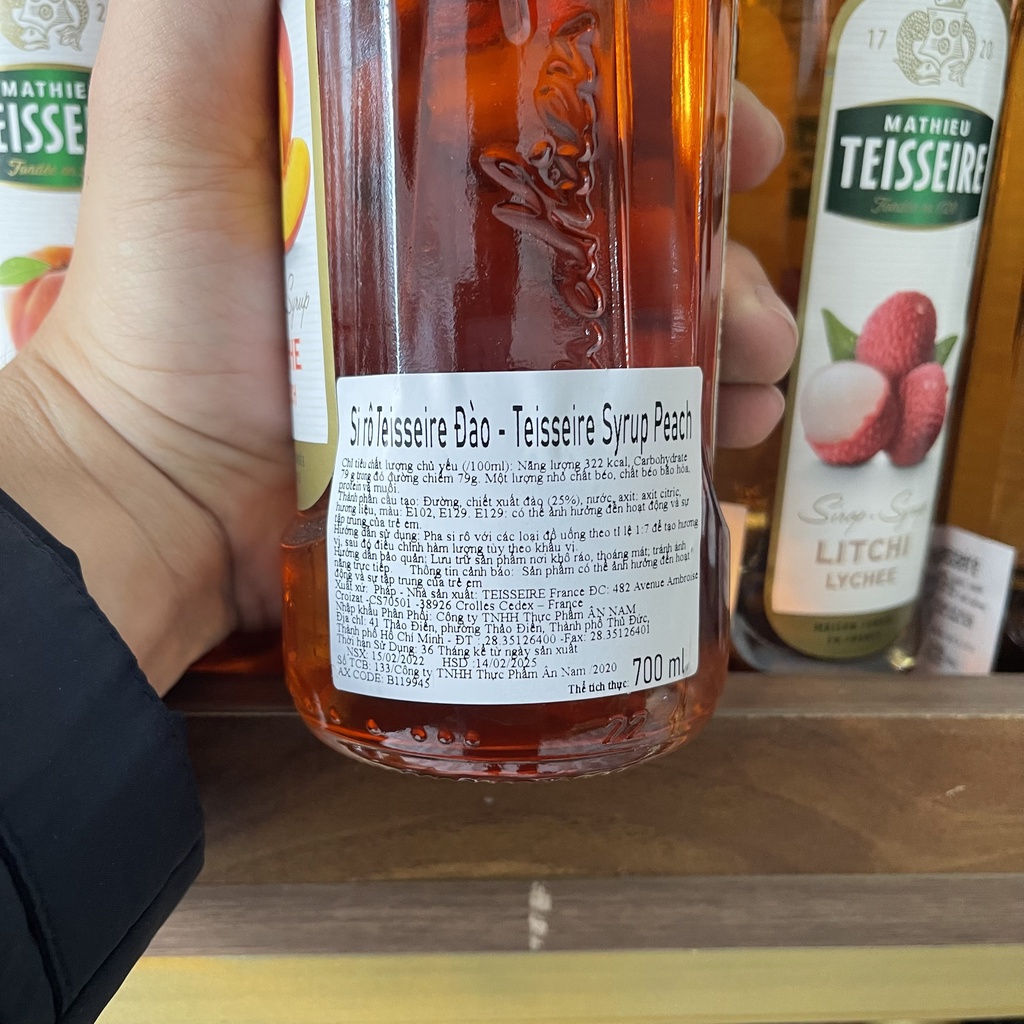 MATHIEU
TEISSE
Fondée en
Syrup
Mathieu
Si rô Teisseire Đào - Teisseire Syrup Peach
Chỉ tiêu chất lượng chủ yếu (/100ml): Năng lượng 322 kcal, Carbohydrate
79 g trong đó đường chiếm 79g. Một lượng nhỏ chất béo, chất béo bão hòa,
protein và muối.
Thành phần cấu tạo: Đường, chiết xuất đào (25%), nước, axit: axit citric,
hương liệu, màu: E102, E129. E129: có thể ảnh hưởng đến hoạt động và sự
tập trung của trẻ em.
Hướng dẫn sử dụng: Pha si rô với các loại đồ uống theo tỉ lệ 1:7 để tạo hương
vị, sau đó điều chỉnh hàm lượng tùy theo khẩu vị.
Hướng dẫn bảo quản: Lưu trữ sản phẩm nơi khô ráo, thoáng mát, tránh ánh
nắng trực tiếp Thông tin cảnh báo: Sản phẩm có thể ảnh hưởng đến hoạt
động và sự tập trung của trẻ em
Xuất xứ: Pháp - Nhà sản xuất: TEISSEIRE France ĐC: 482 Avenue Ambroise
Croizat -CS70501 -38926 Crolles Cedex – France
Nhập khẩu Phân Phối: Công ty TNHH Thực Phẩm ÂN NAM
Địa chỉ: 41 Thảo Điền, phường Thảo Điền, Thành phố Thủ Đức,
Thành phố Hồ Chí Minh - ĐT : 28.35126400 -Fax: 28.35126401
Thời hạn Sử Dụng: 36 Tháng kể từ ngày sản xuất
NSX: 15/02/2022 HSD :14/02/2025
Số TCB: 133/Công ty TNHH Thực Phẩm Ân Nam /2020
AX CODE: B119945
Thể tích thực: 700 ml
22
17 20
MATHIEU
TEISSEIRE
Fondée en 1720
Sirop - Syrup
LITCHI
LYCHEE